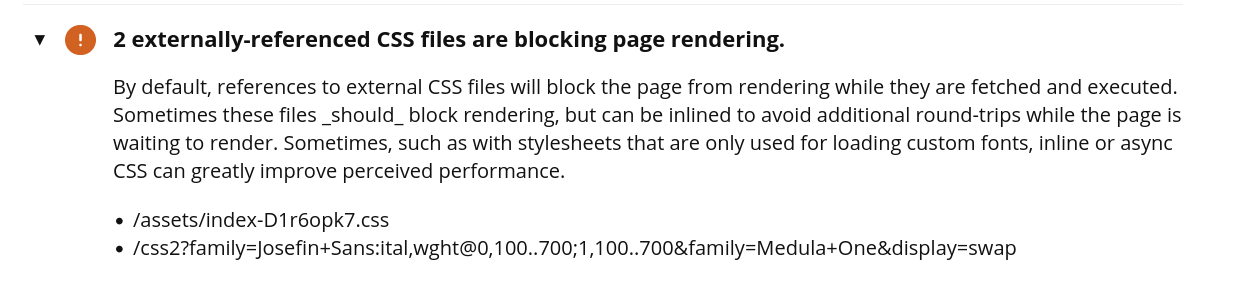 2 externally-referenced CSS files are blocking page rendering.
By default, references to external CSS files will block the page from rendering while they are fetched and executed.
Sometimes these files _should_ block rendering, but can be inlined to avoid additional round-trips while the page is
waiting to render. Sometimes, such as with stylesheets that are only used for loading custom fonts, inline or async
CSS can greatly improve perceived performance.
• /assets/index-D1r6opk7.css
• /css2?family=Josefin+Sans:ital,wght@0,100..700;1,100..700&family=Medula+One&display=swap